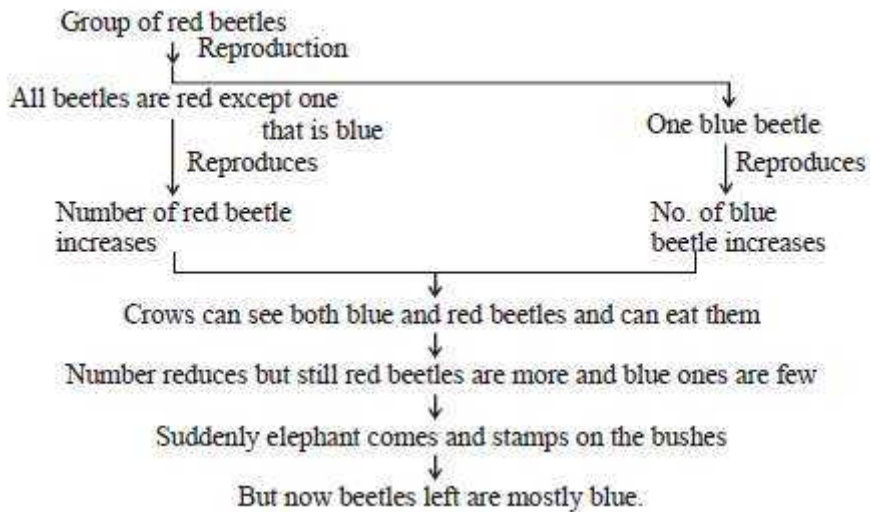 Group of red beetles
Reproduction
All beetles are red except one
that is blue
One blue beetle
Reproduces
Reproduces
Number of red beetle
increases
No. of blue
beetle increases
Crows can see both blue and red beetles and can eat them
Number reduces but still red beetles are more and blue ones are few
Suddenly elephant comes and stamps on the bushes
But now beetles left are mostly blue.